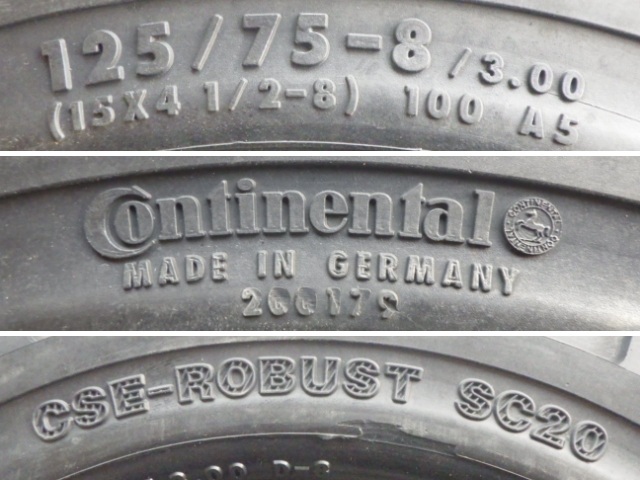 125/75-8/3.00
(15X4 1/2-8) 100 A5
Continental
MADE IN GERMANY
CSE-ROBUST SC20